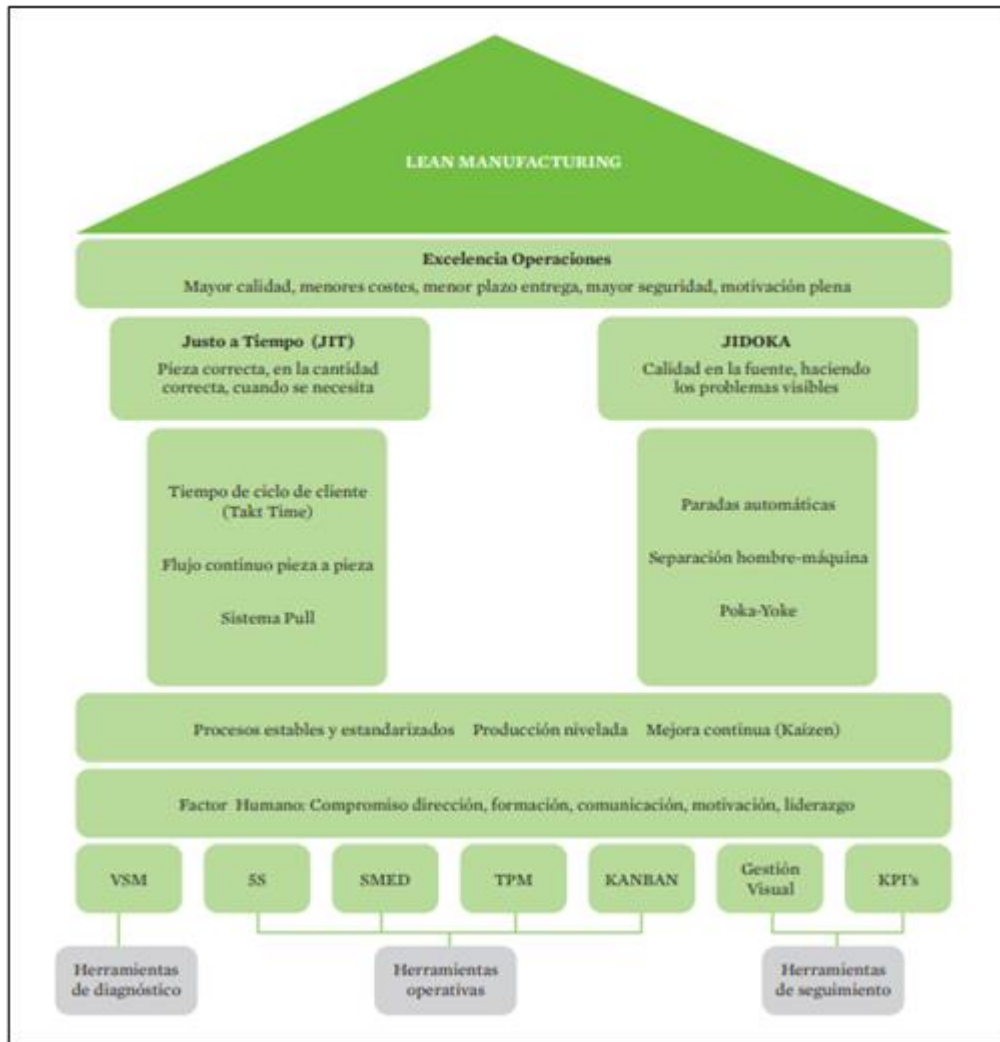 LEAN MANUFACTURING
Excelencia Operaciones
Mayor calidad, menores costes, menor plazo entrega, mayor seguridad, motivación plena
Justo a Tiempo (JIT)
Pieza correcta, en la cantidad
correcta, cuando se necesita
JIDOKA
Calidad en la fuente, haciendo
los problemas visibles
Tiempo de ciclo de cliente
(Takt Time)
Flujo continuo pieza a pieza
Sistema Pull
Paradas automáticas
Separación hombre-máquina
Poka-Yoke
Procesos estables y estandarizados Producción nivelada Mejora continua (Kaizen)
Factor Humano: Compromiso dirección, formación, comunicación, motivación, liderazgo
VSM
5S
SMED
TPM
KANBAN
Gestión
Visual
KPI's
Herramientas
de diagnóstico
Herramientas
operativas
Herramientas
de seguimiento